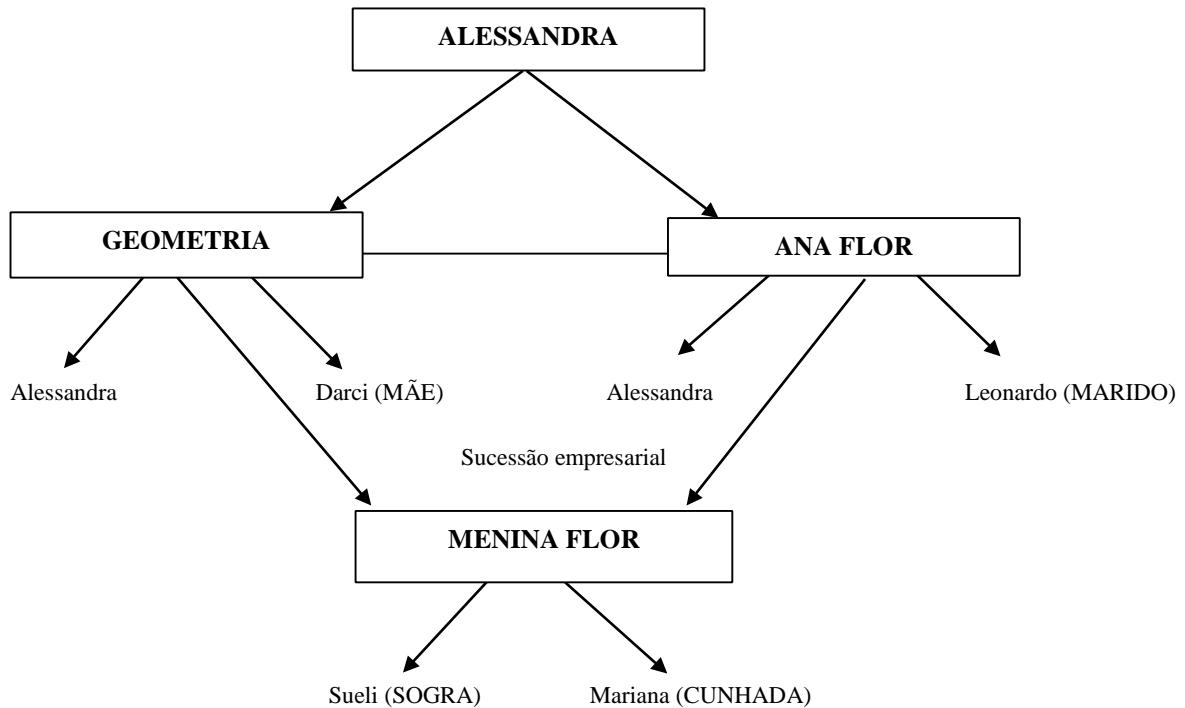 ALESSANDRA
GEOMETRIA
ANA FLOR
Alessandra
Darci (MÃE)
Alessandra
Leonardo (MARIDO)
Sucessão empresarial
MENINA FLOR
Sueli (SOGRA)
Mariana (CUNHADA)